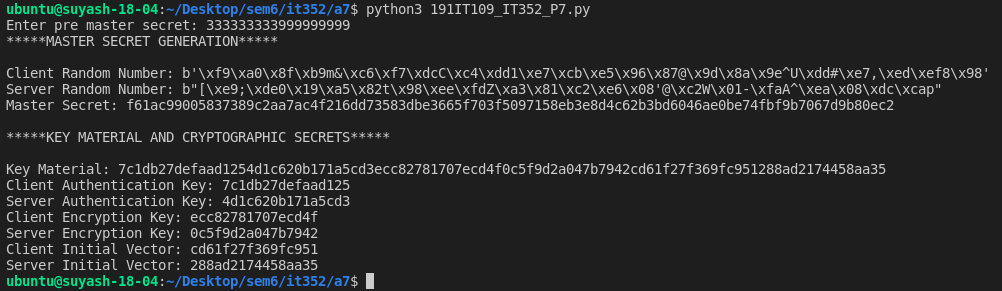 ubuntu@suyash-18-04:~/Desktop/sem6/it352/a7$ python3 191IT109_IT352_P7.py
Enter pre master secret: 333333333999999999
*****MASTER SECRET GENERATION*****
Client Random Number: b'\xf9\xa0\x8f\xb9m&\xc6\xf7\xdcC\xc4\xdd1\xe7\xcb\xe5\x96\x87@\x9d\x8a\x9e^U\xdd#\xe7,\xed\xef8\x98'
Server Random Number: b"[\xe9;\xde0\x19\xa5\x82t\x98\xee\xfdZ\xa3\x81\xc2\xe6\x08'@\xc2W\x01-\xfaA^\xea\x08\xdc\xcap"
Master Secret: f61ac99005837389c2aa7ac4f216dd73583dbe3665f703f5097158eb3e8d4c62b3bd6046ae0be74fbf9b7067d9b80ec2
*****KEY MATERIAL AND CRYPTOGRAPHIC SECRETS*****
Key Material: 7c1db27defaad1254d1c620b171a5cd3ecc82781707ecd4f0c5f9d2a047b7942cd61f27f369fc951288ad2174458aa35
Client Authentication Key: 7c1db27defaad125
Server Authentication Key: 4d1c620b171a5cd3
Client Encryption Key: ecc82781707ecd4f
Server Encryption Key: 0c5f9d2a047b7942
Client Initial Vector: cd61f27f369fc951
Server Initial Vector: 288ad2174458aa35
ubuntu@suyash-18-04:~/Desktop/sem6/it352/a7$